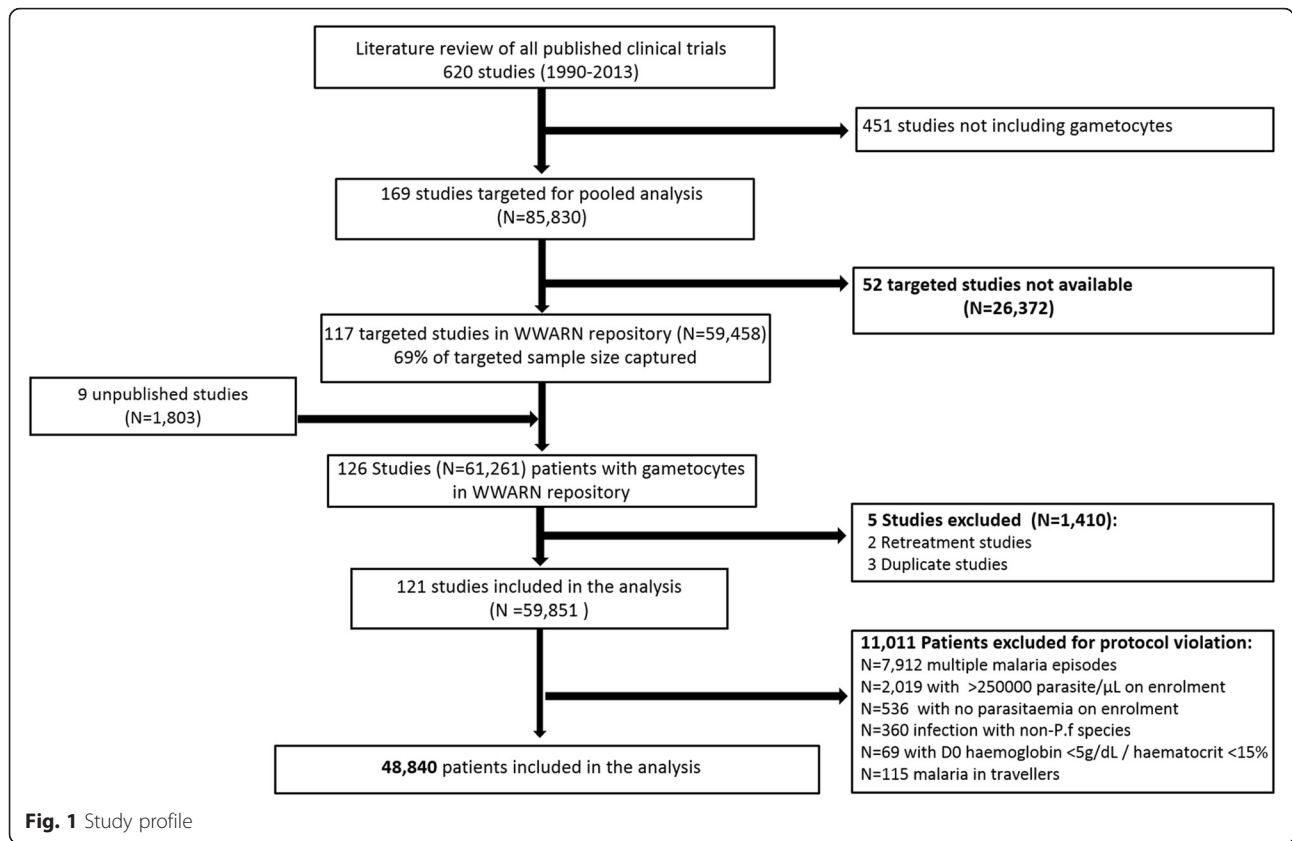 Literature review of all published clinical trials
620 studies (1990-2013)
451 studies not including gametocytes
169 studies targeted for pooled analysis
(N=85,830)
52 targeted studies not available
(N=26,372)
117 targeted studies in WWARN repository (N=59,458)
69% of targeted sample size captured
9 unpublished studies
(N=1,803)
126 Studies (N=61,261) patients with gametocytes
in WWARN repository
5 Studies excluded (N=1,410):
2 Retreatment studies
3 Duplicate studies
121 studies included in the analysis
(N =59,851 )
11,011 Patients excluded for protocol violation:
N=7,912 multiple malaria episodes
N=2,019 with >250000 parasite/µL on enrolment
N=536 with no parasitaemia on enrolment
N=360 infection with non-P.f species
N=69 with D0 haemoglobin <5g/dL / haematocrit <15%
N=115 malaria in travellers
48,840 patients included in the analysis
Fig. 1 Study profile